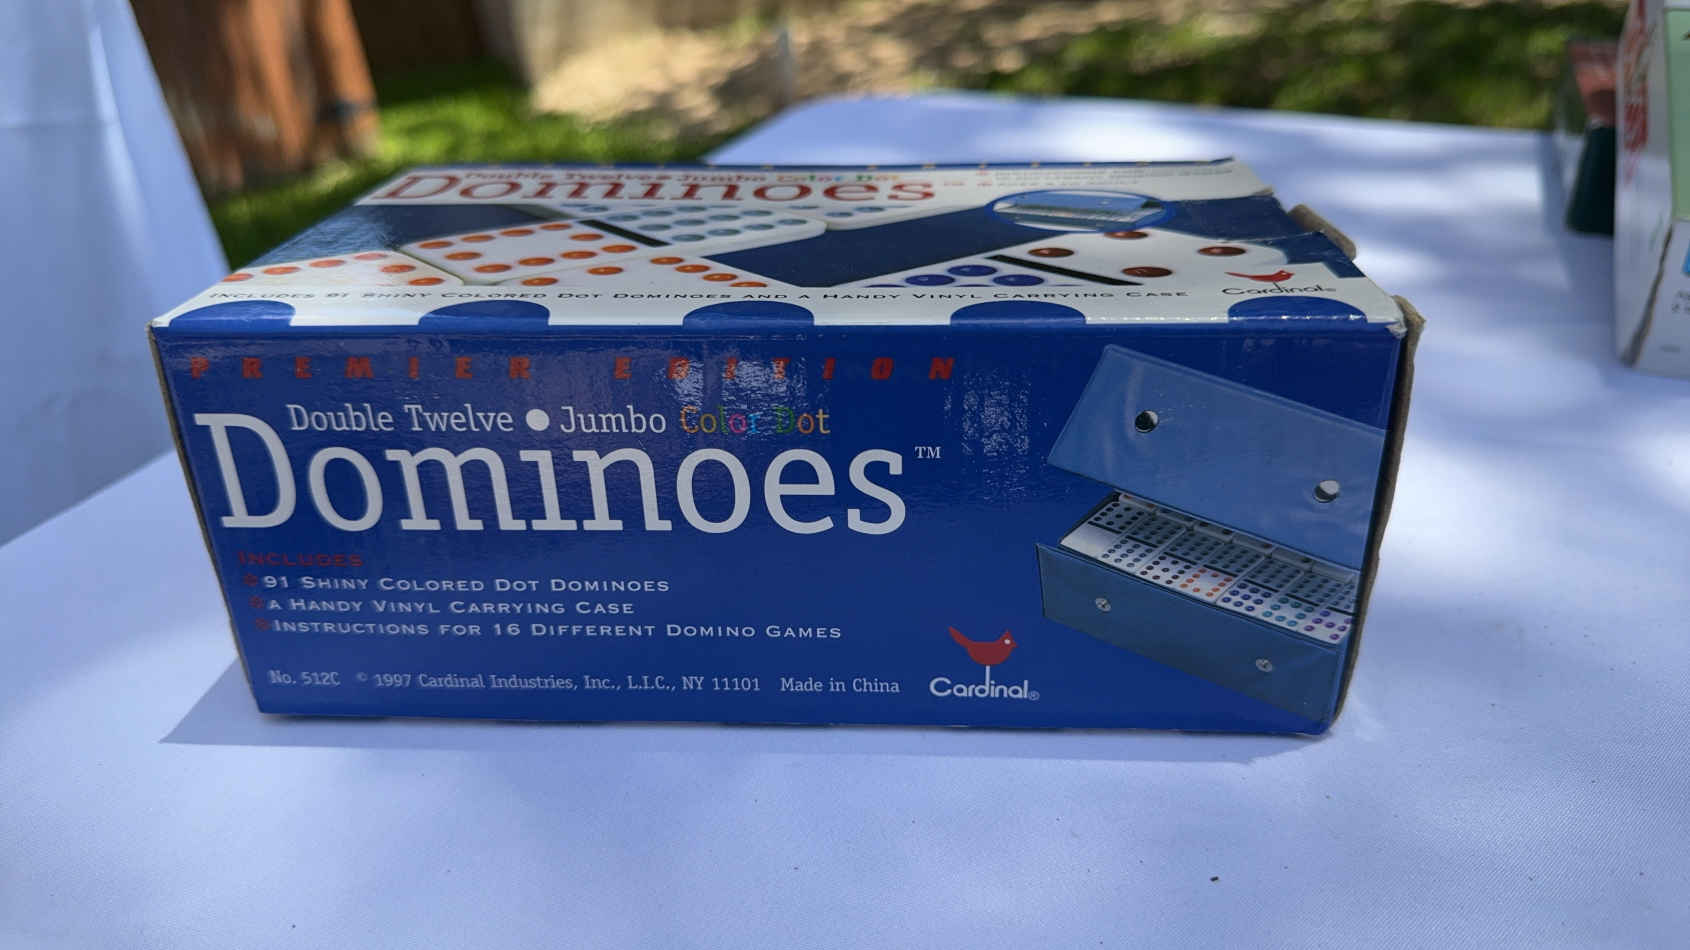 Double Twelve • Jumbo Color Dot
Dominoes
INCLUDES 91 SHINY COLORED DOT DOMINOES AND A HANDY VINYL CARRYING CASE
Cardinal®
PREMIER EDITION
Double Twelve ● Jumbo Color Dot
Dominoes™
INCLUDES
91 SHINY COLORED DOT DOMINOES
A HANDY VINYL CARRYING CASE
INSTRUCTIONS FOR 16 DIFFERENT DOMINO GAMES
No. 512C © 1997 Cardinal Industries, Inc., L.I.C., NY 11101 Made in China
Cardinal®